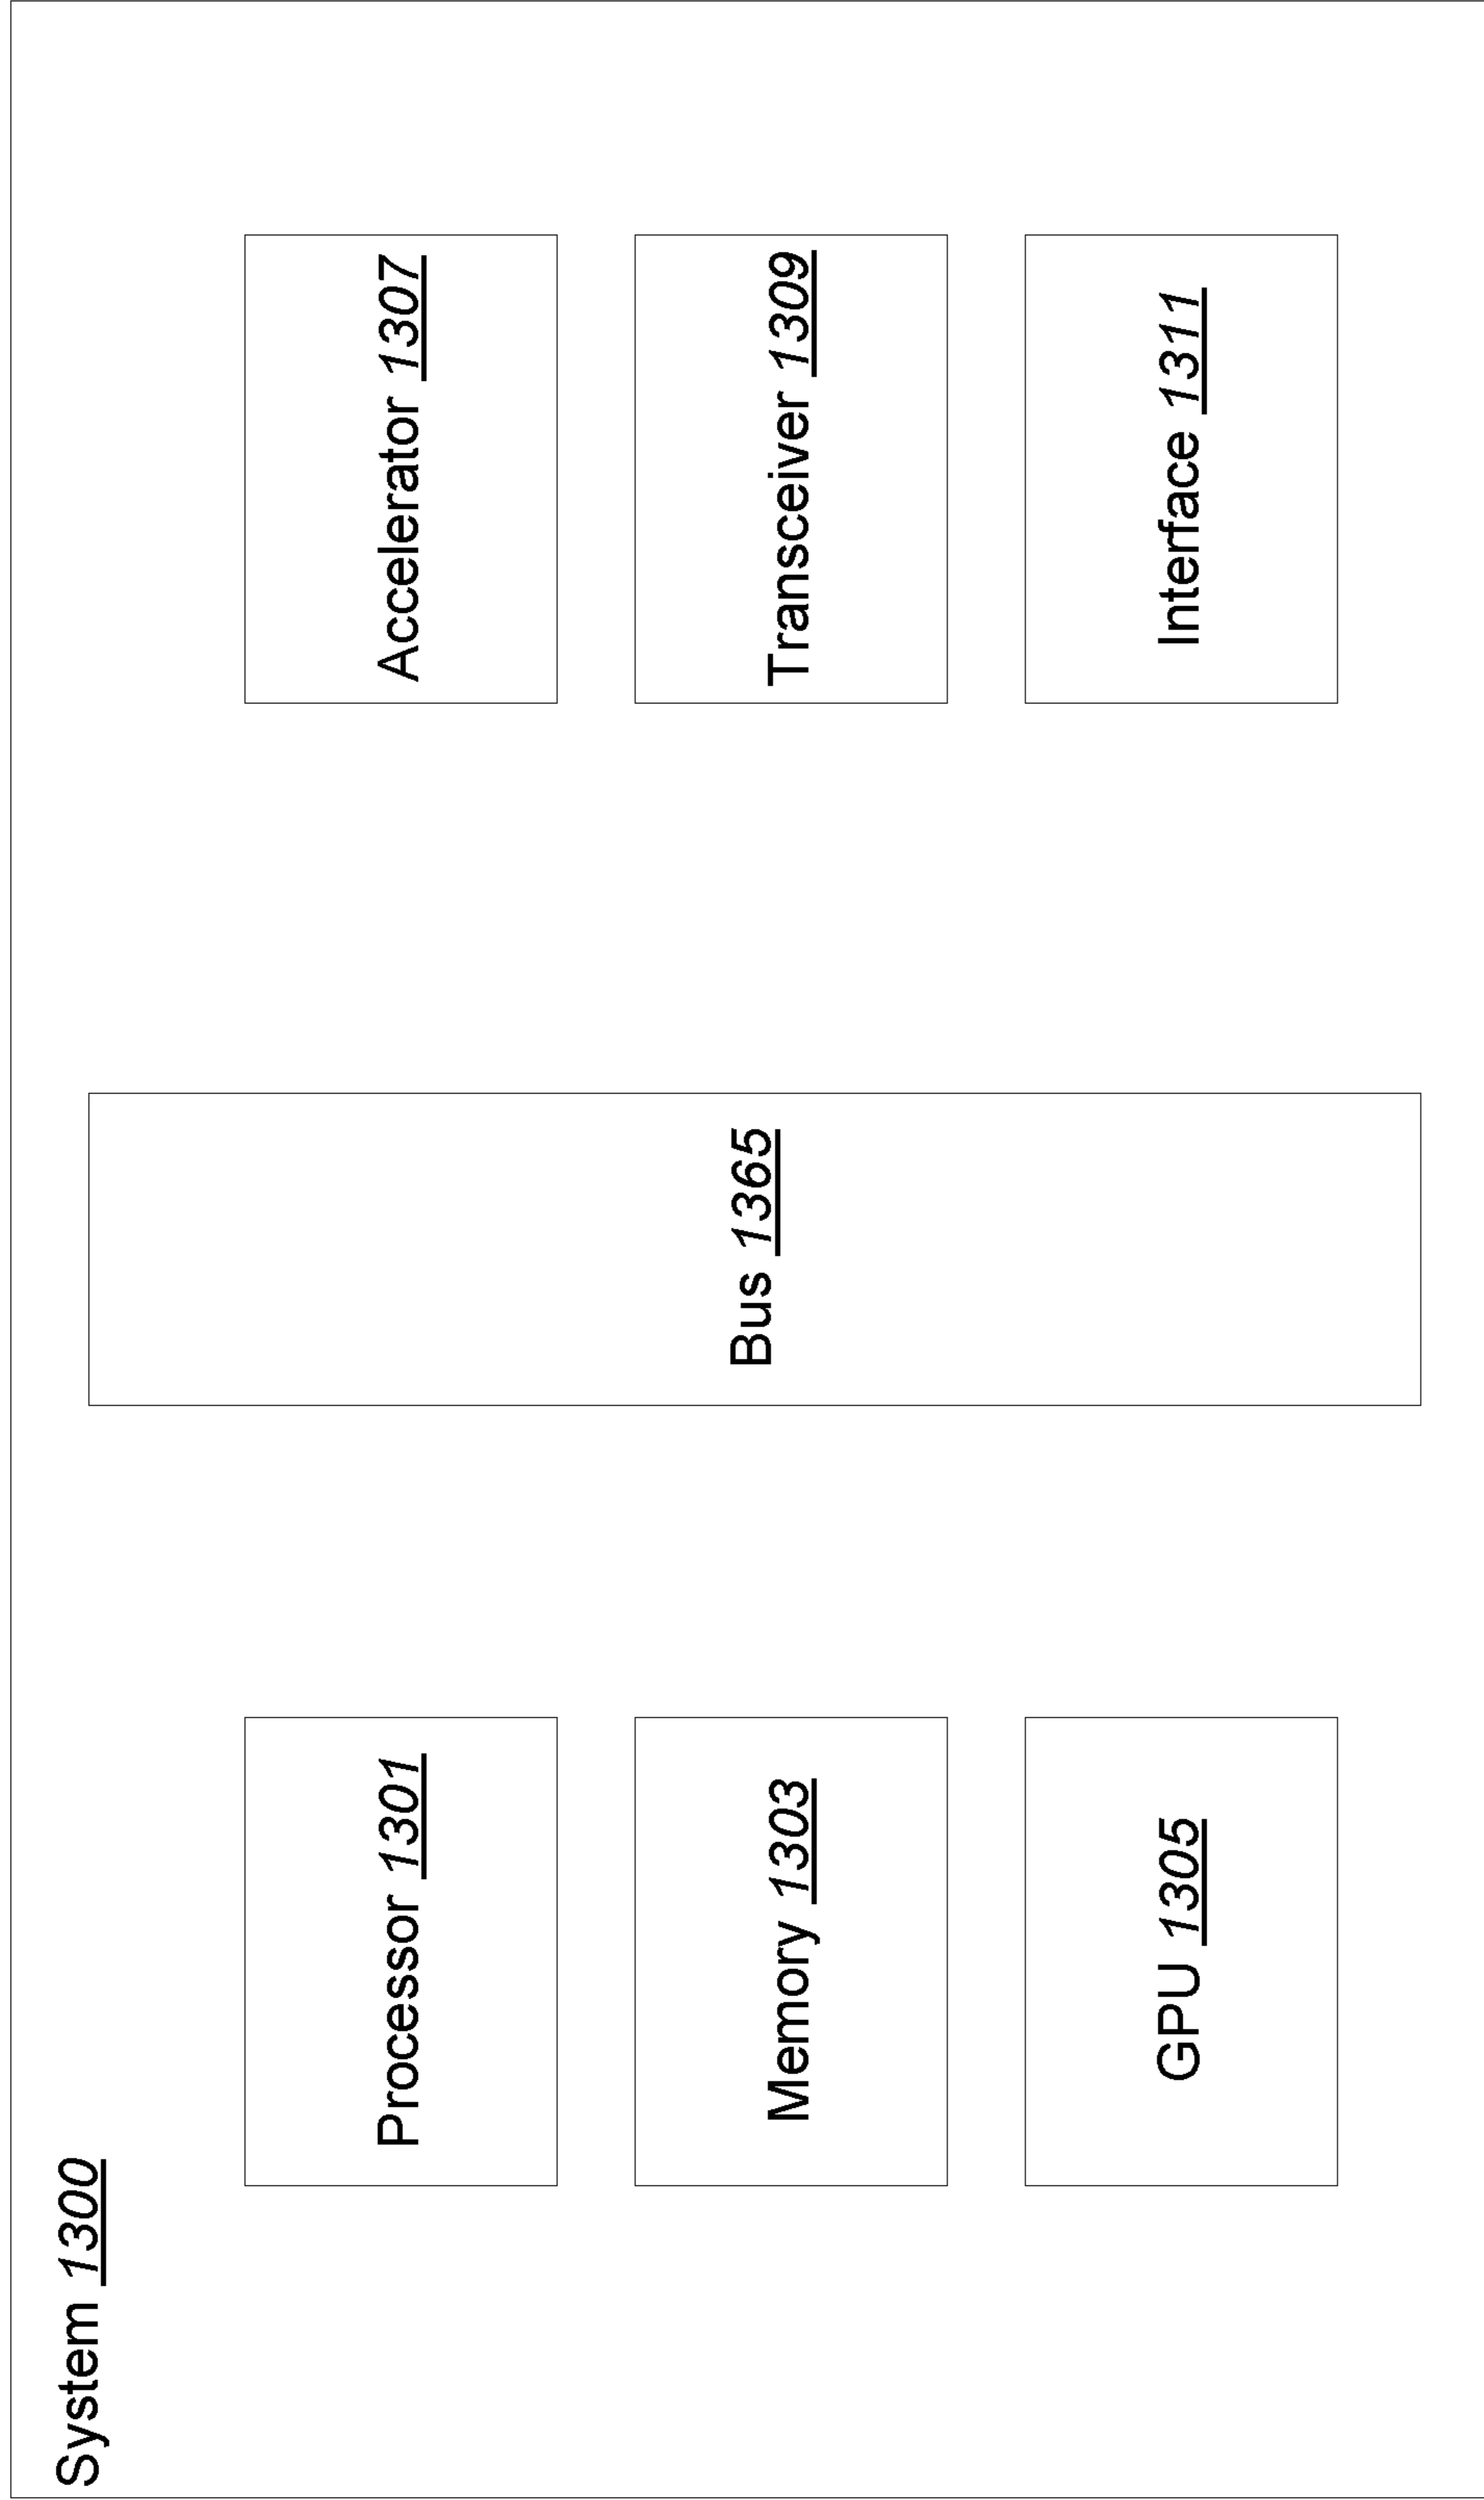 System 1300
Processor 1301
Memory 1303
GPU 1305
Bus 1365
Accelerator 1307
Transceiver 1309
Interface 1311